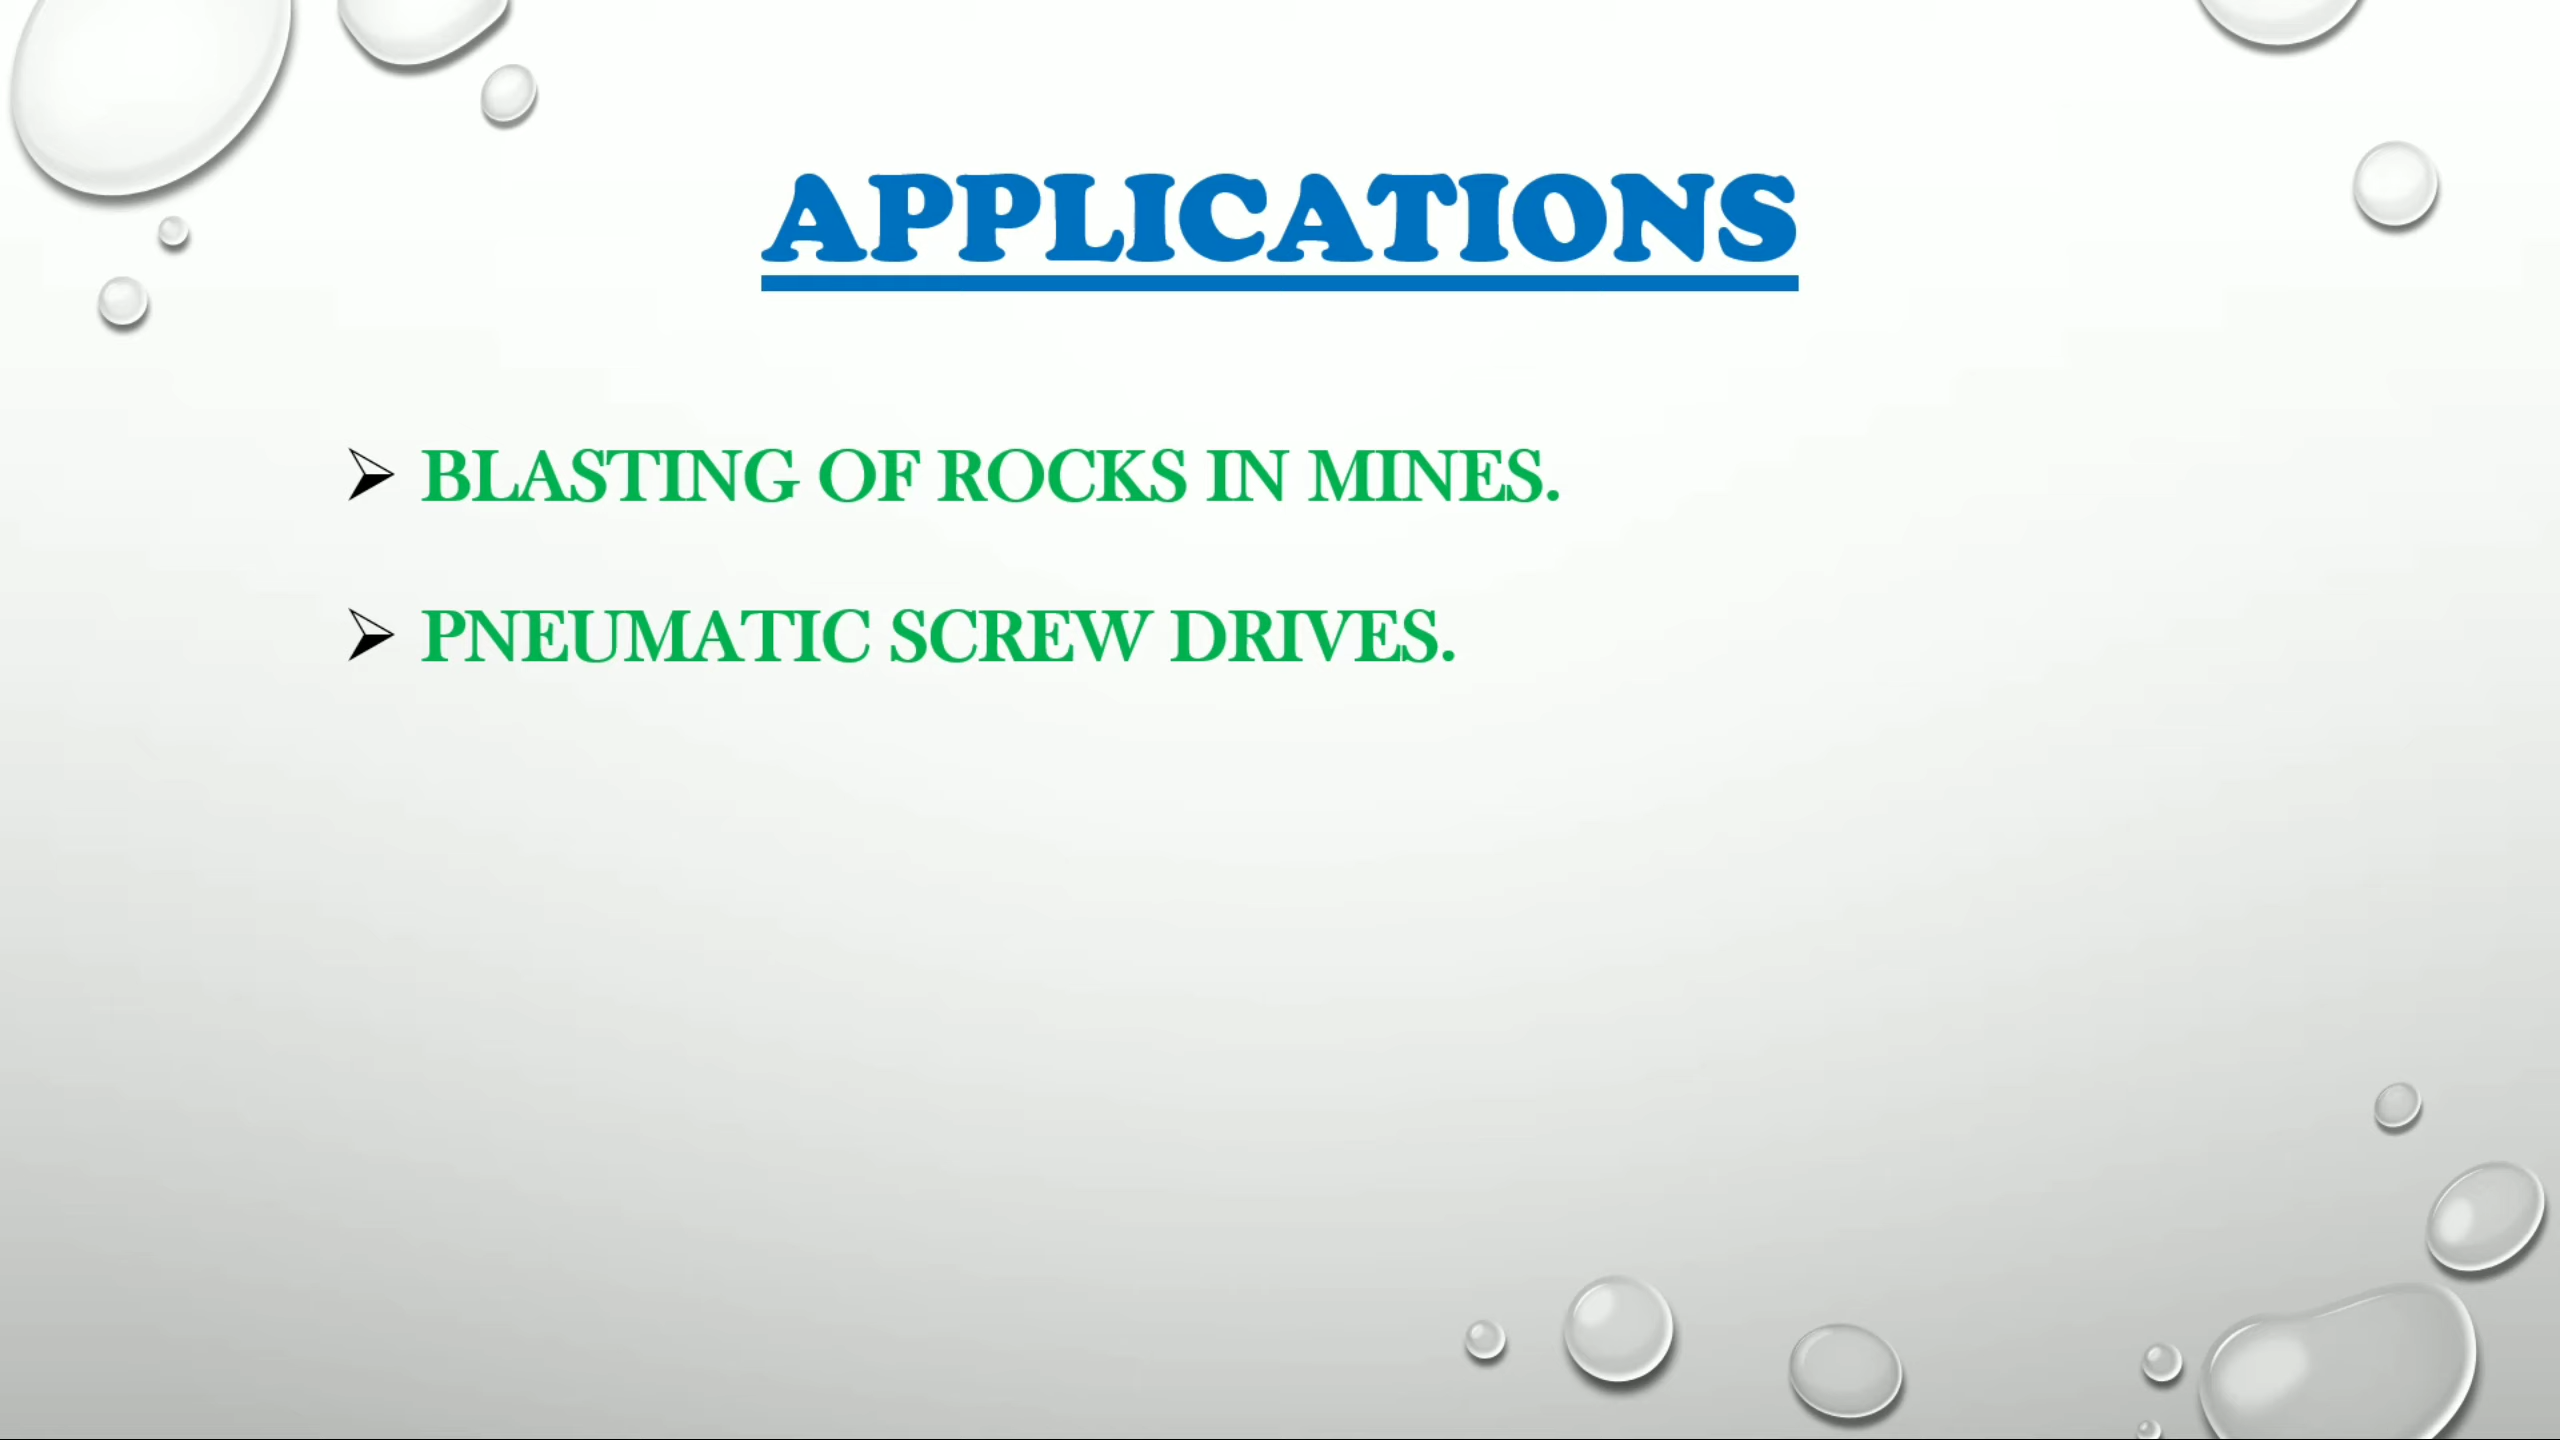 APPLICATIONS
BLASTING OF ROCKS IN MINES.
PNEUMATIC SCREW DRIVES.